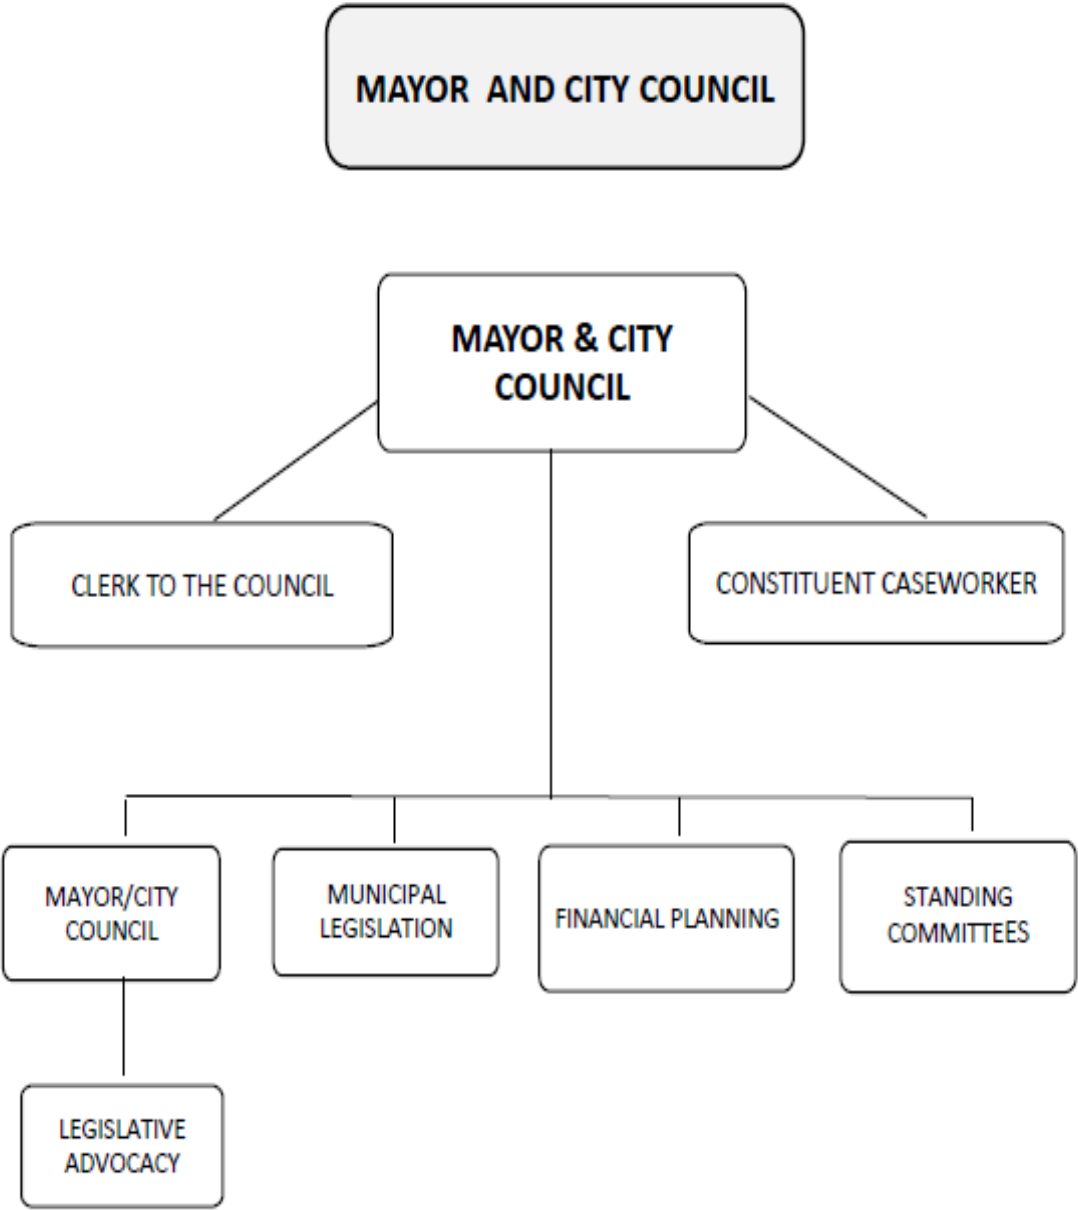 MAYOR  AND CITY COUNCIL
MAYOR & CITY
COUNCIL
CLERK TO THE COUNCIL
CONSTITUENT CASEWORKER
MAYOR/CITY
COUNCIL
MUNICIPAL
LEGISLATION
FINANCIAL PLANNING
STANDING
COMMITTEES
LEGISLATIVE
ADVOCACY